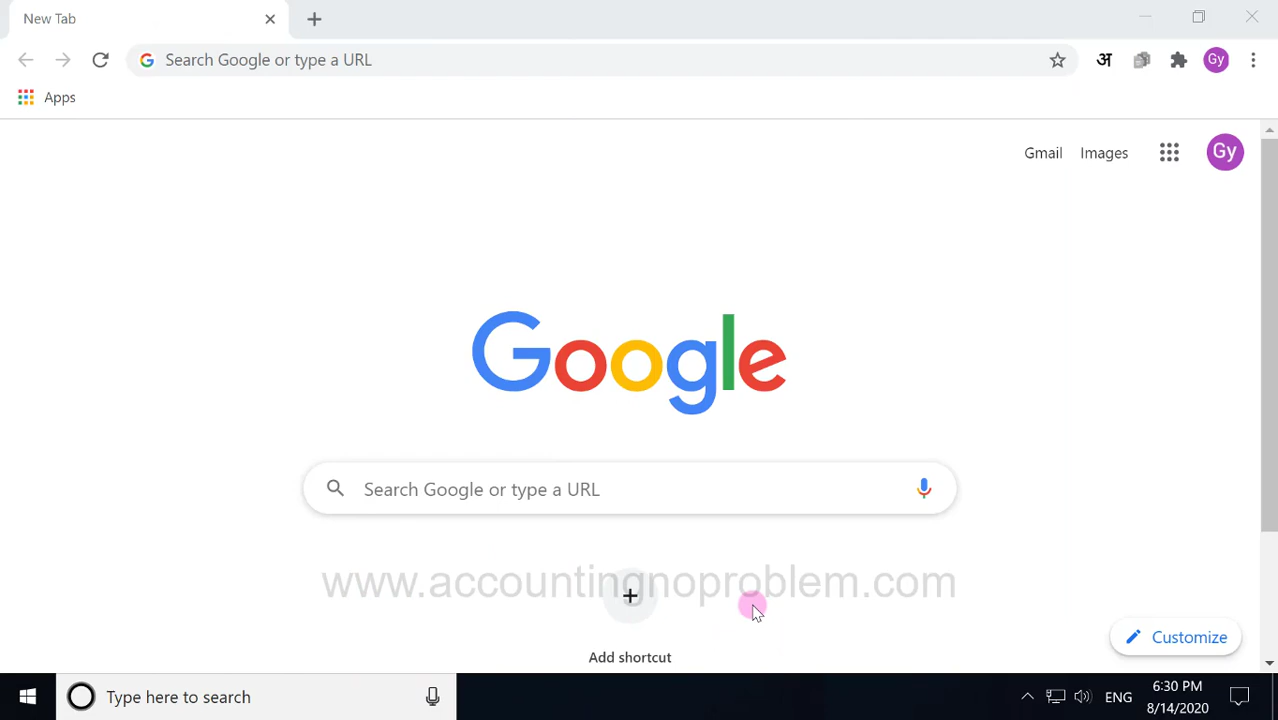 New Tab
Search Google or type a URL
अ
Gy
Apps
Gmail
Images
Gy
Google
Search Google or type a URL
www.accountingnoproblem.com
Add shortcut
Customize
Type here to search
ENG
6:30 PM
8/14/2020